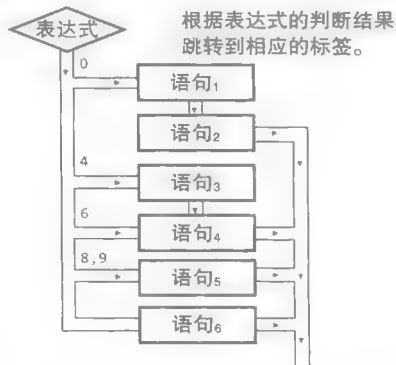 表达式
根据表达式的判断结果
跳转到相应的标签。
0
语句₁
语句₂
4
语句₃
6
语句₄
8,9
语句₅
语句₆